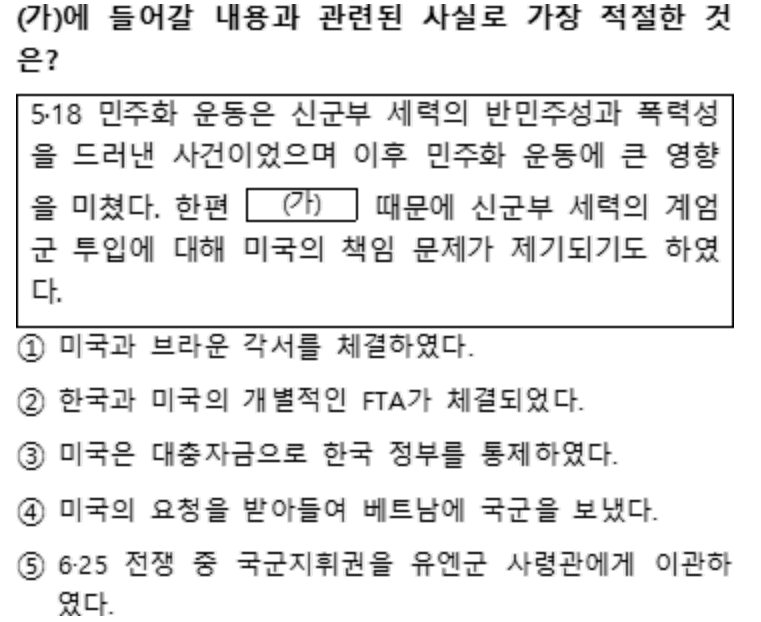 (가)에 들어갈 내용과 관련된 사실로 가장 적절한 것
은?
5·18 민주화 운동은 신군부 세력의 반민주성과 폭력성
을 드러낸 사건이었으며 이후 민주화 운동에 큰 영향
을 미쳤다. 한편 (가) 때문에 신군부 세력의 계엄
군 투입에 대해 미국의 책임 문제가 제기되기도 하였
다.
① 미국과 브라운 각서를 체결하였다.
② 한국과 미국의 개별적인 FTA가 체결되었다.
③ 미국은 대충자금으로 한국 정부를 통제하였다.
④ 미국의 요청을 받아들여 베트남에 국군을 보냈다.
⑤ 6·25 전쟁 중 국군지휘권을 유엔군 사령관에게 이관하
였다.